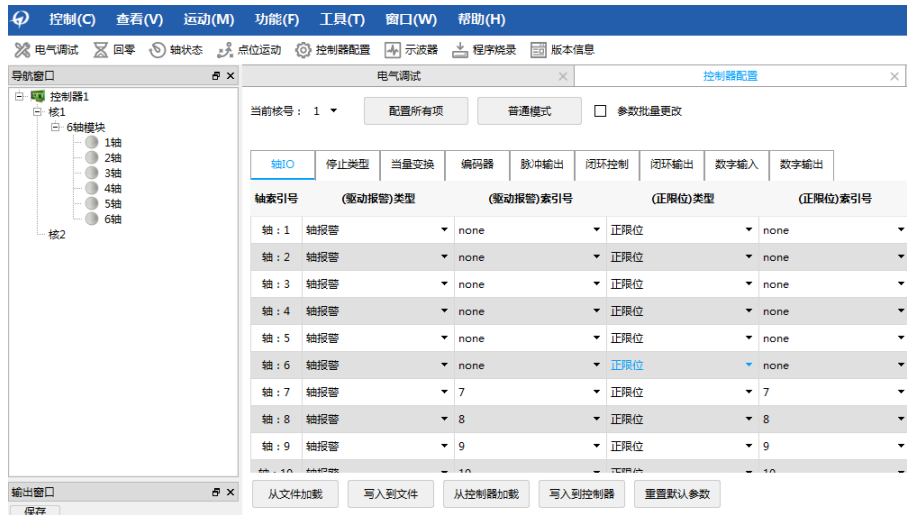 控制(C) 查看(V) 运动(M) 功能(F) 工具(T) 窗口(W) 帮助(H)
电气调试 回零 轴状态 点位运动 控制器配置 示波器 程序烧录 版本信息
导航窗口
控制器1
核1
6轴模块
1轴
2轴
3轴
4轴
5轴
6轴
核2
输出窗口
保存
电气调试 控制器配置
当前核号： 1 配置所有项 普通模式 参数批量更改
轴IO 停止类型 当量变换 编码器 脉冲输出 闭环控制 闭环输出 数字输入 数字输出
轴索引号 (驱动报警)类型 (驱动报警)索引号 (正限位)类型 (正限位)索引号
轴：1 轴报警 none 正限位 none
轴：2 轴报警 none 正限位 none
轴：3 轴报警 none 正限位 none
轴：4 轴报警 none 正限位 none
轴：5 轴报警 none 正限位 none
轴：6 轴报警 none 正限位 none
轴：7 轴报警 7 正限位 7
轴：8 轴报警 8 正限位 8
轴：9 轴报警 9 正限位 9
轴：10 轴报警 10 正限位 10
从文件加载 写入到文件 从控制器加载 写入到控制器 重置默认参数